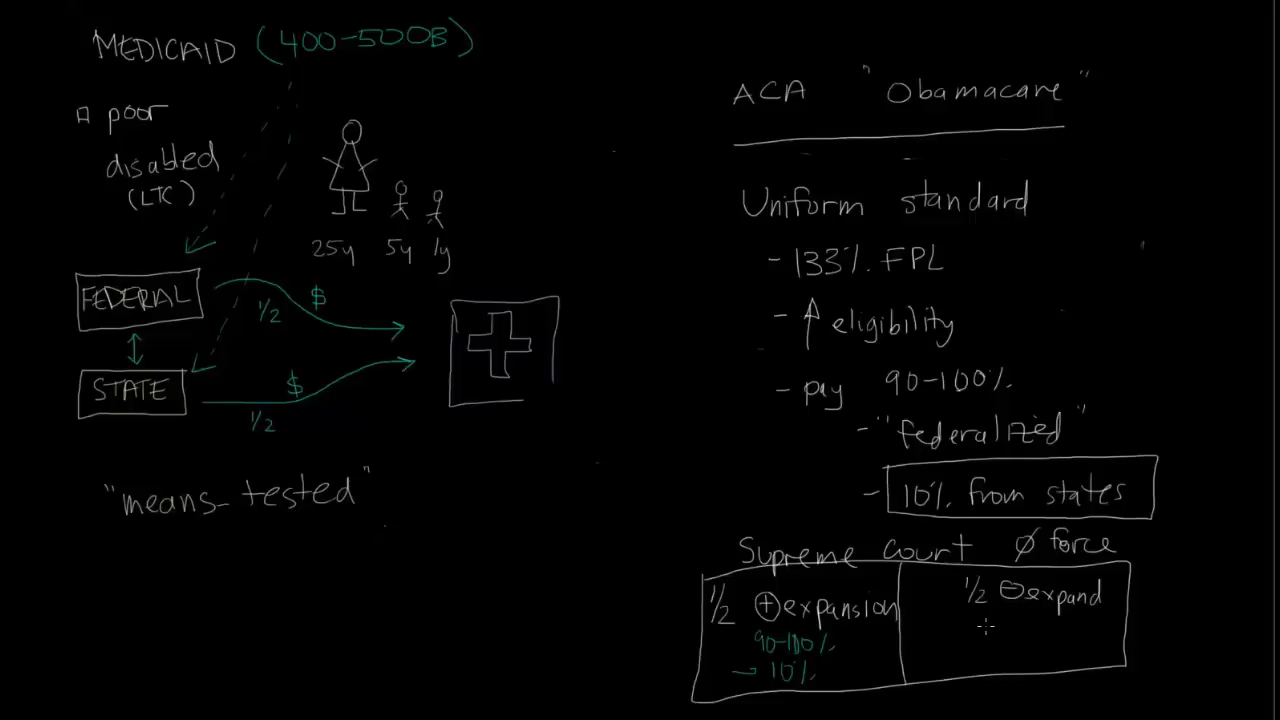 MEDICAID (400-500B)
poor
disabled
(LTC)
25y 5y 1y
FEDERAL
1/2 $
STATE
$
1/2
"means-tested"
ACA "Obamacare"
Uniform standard
- 133% FPL
- ↑ eligibility
- pay 90-100%
- "federalized"
- 10% from states
Supreme court Ø force
1/2 ⊕ expansion
90-100%
→ 10%
1/2 ⊖ expand